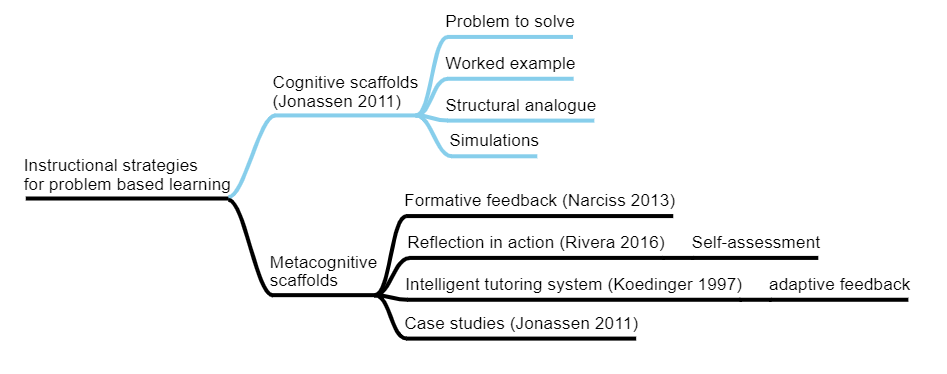 Problem to solve
Worked example
Cognitive scaffolds
(Jonassen 2011)
Structural analogue
Simulations
Instructional strategies
for problem based learning
Formative feedback (Narciss 2013)
Reflection in action (Rivera 2016) Self-assessment
Metacognitive
scaffolds
Intelligent tutoring system (Koedinger 1997) adaptive feedback
Case studies (Jonassen 2011)